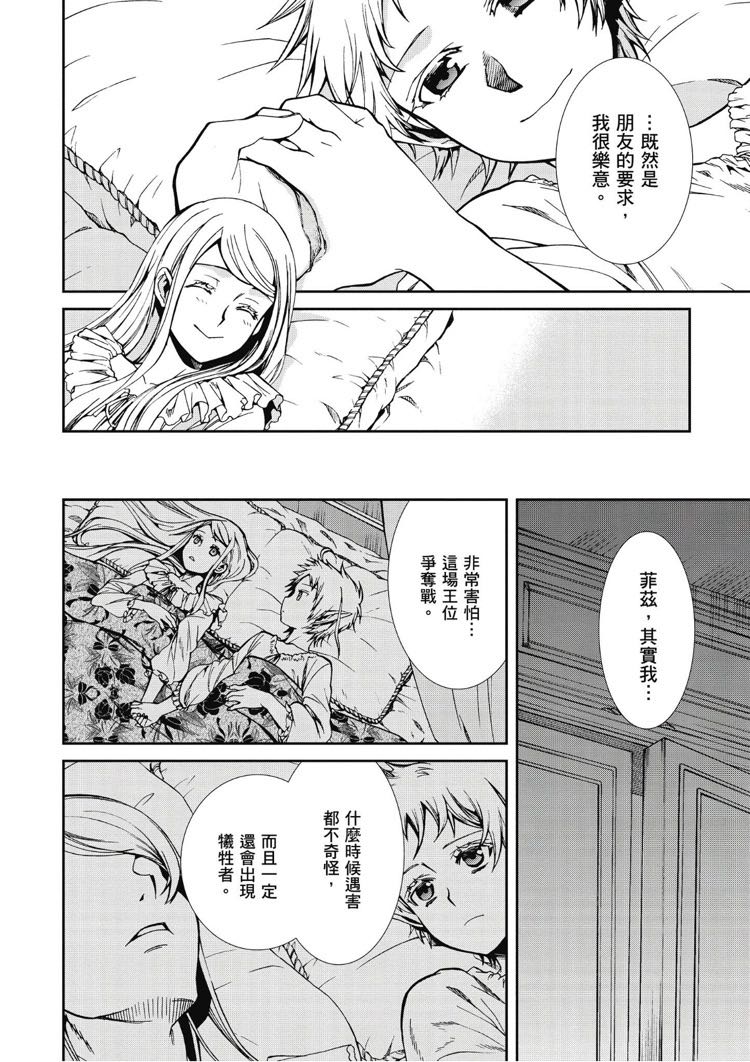 …既然是
朋友的要求，
我很樂意。
菲茲，其實我…
非常害怕…
這場王位
爭奪戰。
什麼時候遇害
都不奇怪，
而且一定
還會出現
犧牲者。